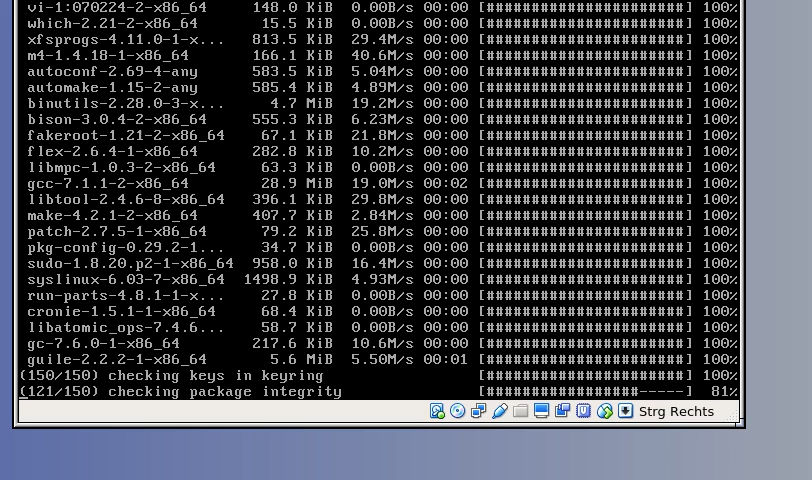 vi-1:070224-2-x86_64 148.0 KiB 0.00B/s 00:00 [######################] 100%
which-2.21-2-x86_64 15.5 KiB 0.00B/s 00:00 [######################] 100%
xfsprogs-4.11.0-1-x... 813.5 KiB 29.4M/s 00:00 [######################] 100%
m4-1.4.18-1-x86_64 166.1 KiB 40.6M/s 00:00 [######################] 100%
autoconf-2.69-4-any 583.5 KiB 5.04M/s 00:00 [######################] 100%
automake-1.15-2-any 585.4 KiB 4.89M/s 00:00 [######################] 100%
binutils-2.28.0-3-x... 4.7 MiB 19.2M/s 00:00 [######################] 100%
bison-3.0.4-2-x86_64 555.3 KiB 6.23M/s 00:00 [######################] 100%
fakeroot-1.21-2-x86_64 67.1 KiB 21.8M/s 00:00 [######################] 100%
flex-2.6.4-1-x86_64 282.8 KiB 10.2M/s 00:00 [######################] 100%
libmpc-1.0.3-2-x86_64 63.3 KiB 0.00B/s 00:00 [######################] 100%
gcc-7.1.1-2-x86_64 28.9 MiB 19.0M/s 00:02 [######################] 100%
libtool-2.4.6-8-x86_64 396.1 KiB 29.8M/s 00:00 [######################] 100%
make-4.2.1-2-x86_64 407.7 KiB 2.84M/s 00:00 [######################] 100%
patch-2.7.5-1-x86_64 79.2 KiB 25.8M/s 00:00 [######################] 100%
pkg-config-0.29.2-1... 34.7 KiB 0.00B/s 00:00 [######################] 100%
sudo-1.8.20.p2-1-x86_64 958.0 KiB 16.4M/s 00:00 [######################] 100%
syslinux-6.03-7-x86_64 1498.9 KiB 4.93M/s 00:00 [######################] 100%
run-parts-4.8.1-1-x... 27.8 KiB 0.00B/s 00:00 [######################] 100%
cronie-1.5.1-1-x86_64 68.4 KiB 0.00B/s 00:00 [######################] 100%
libatomic_ops-7.4.6... 58.7 KiB 0.00B/s 00:00 [######################] 100%
gc-7.6.0-1-x86_64 217.6 KiB 10.6M/s 00:00 [######################] 100%
guile-2.2.2-1-x86_64 5.6 MiB 5.50M/s 00:01 [######################] 100%
(150/150) checking keys in keyring [######################] 100%
(121/150) checking package integrity [#################-----] 81%
Strg Rechts